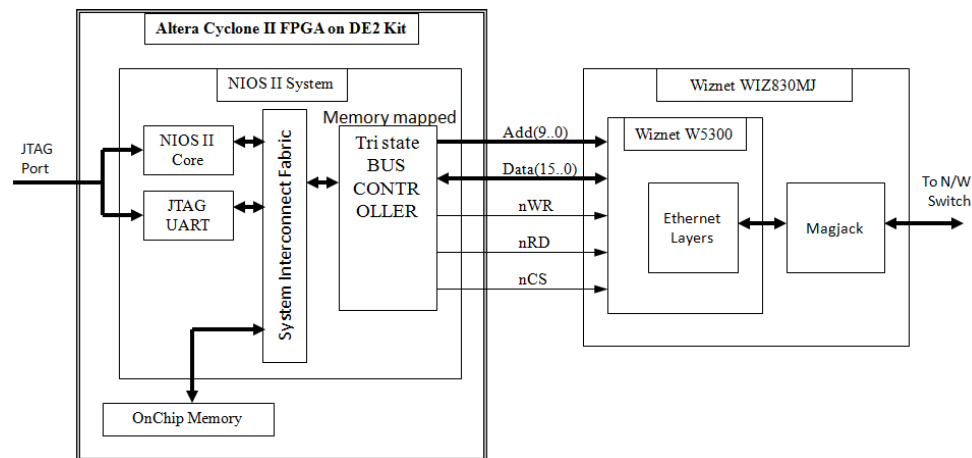 Altera Cyclone II FPGA on DE2 Kit
NIOS II System
Wiznet WIZ830MJ
Memory mapped
JTAG
Port
NIOS II
Core
JTAG
UART
System Interconnect Fabric
Tri state
BUS
CONTR
OLLER
Add(9..0)
Data(15..0)
nWR
nRD
nCS
Wiznet W5300
Ethernet
Layers
Magjack
To N/W
Switch
OnChip Memory